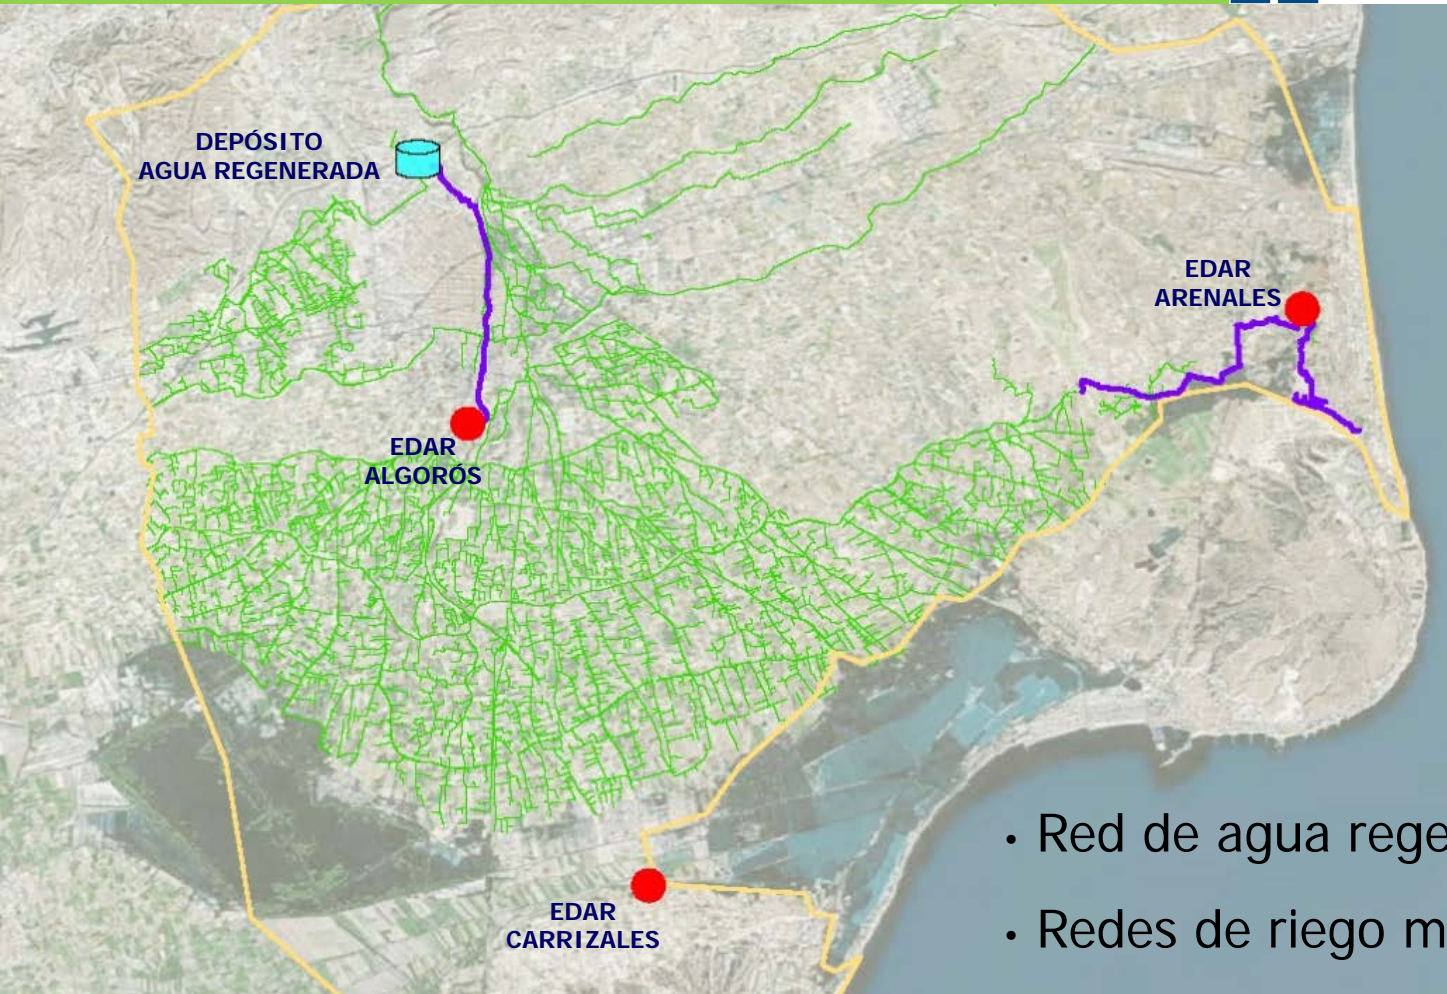 DEPÓSITO
AGUA REGENERADA
EDAR
ARENALES
EDAR
ALGORÓS
• Red de agua rege
• Redes de riego m
EDAR
CARRIZALES